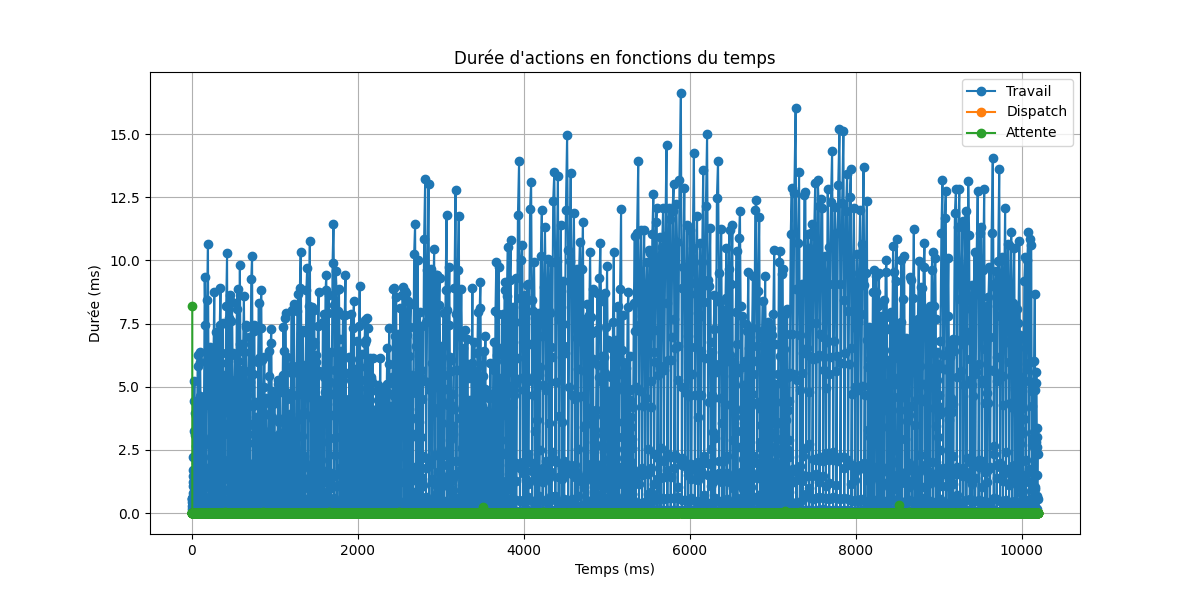 Durée d'actions en fonctions du temps
Travail
Dispatch
Attente
Durée (ms)
15.0
12.5
10.0
7.5
5.0
2.5
0.0
0 2000 4000 6000 8000 10000
Temps (ms)